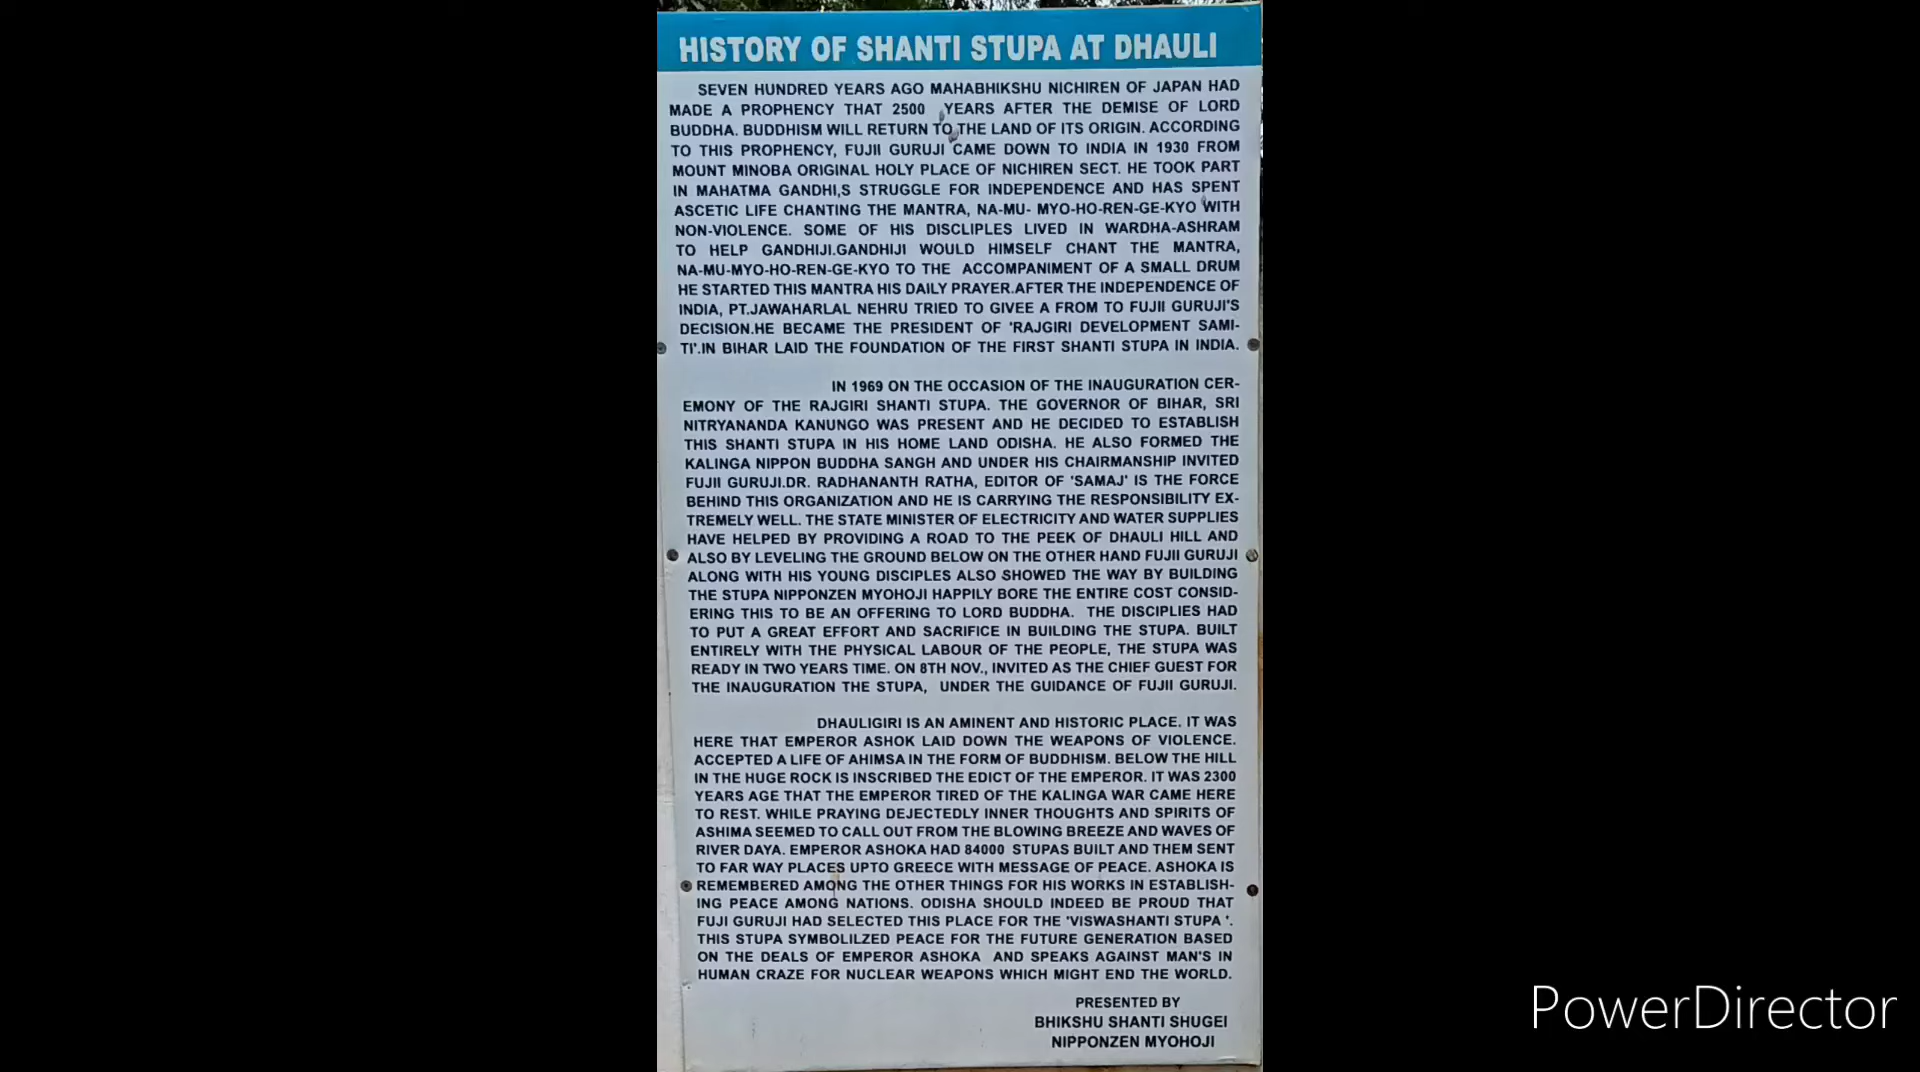 HISTORY OF SHANTI STUPA AT DHAULI
SEVEN HUNDRED YEARS AGO MAHABHIKSHU NICHIREN OF JAPAN HAD
MADE A PROPHENCY THAT 2500 YEARS AFTER THE DEMISE OF LORD
BUDDHA. BUDDHISM WILL RETURN TO THE LAND OF ITS ORIGIN. ACCORDING
TO THIS PROPHENCY, FUJII GURUJI CAME DOWN TO INDIA IN 1930 FROM
MOUNT MINOBA ORIGINAL HOLY PLACE OF NICHIREN SECT. HE TOOK PART
IN MAHATMA GANDHI,S STRUGGLE FOR INDEPENDENCE AND HAS SPENT
ASCETIC LIFE CHANTING THE MANTRA, NA-MU- MYO-HO-REN-GE-KYO WITH
NON-VIOLENCE. SOME OF HIS DISCLIPLES LIVED IN WARDHA-ASHRAM
TO HELP GANDHIJI.GANDHIJI WOULD HIMSELF CHANT THE MANTRA,
NA-MU-MYO-HO-REN-GE-KYO TO THE ACCOMPANIMENT OF A SMALL DRUM
HE STARTED THIS MANTRA HIS DAILY PRAYER.AFTER THE INDEPENDENCE OF
INDIA, PT.JAWAHARLAL NEHRU TRIED TO GIVEE A FROM TO FUJII GURUJI'S
DECISION.HE BECAME THE PRESIDENT OF 'RAJGIRI DEVELOPMENT SAMI-
TI'.IN BIHAR LAID THE FOUNDATION OF THE FIRST SHANTI STUPA IN INDIA.
IN 1969 ON THE OCCASION OF THE INAUGURATION CER-
EMONY OF THE RAJGIRI SHANTI STUPA. THE GOVERNOR OF BIHAR, SRI
NITRYANANDA KANUNGO WAS PRESENT AND HE DECIDED TO ESTABLISH
THIS SHANTI STUPA IN HIS HOME LAND ODISHA. HE ALSO FORMED THE
KALINGA NIPPON BUDDHA SANGH AND UNDER HIS CHAIRMANSHIP INVITED
FUJII GURUJI.DR. RADHANANTH RATHA, EDITOR OF 'SAMAJ' IS THE FORCE
BEHIND THIS ORGANIZATION AND HE IS CARRYING THE RESPONSIBILITY EX-
TREMELY WELL. THE STATE MINISTER OF ELECTRICITY AND WATER SUPPLIES
HAVE HELPED BY PROVIDING A ROAD TO THE PEEK OF DHAULI HILL AND
ALSO BY LEVELING THE GROUND BELOW ON THE OTHER HAND FUJII GURUJI
ALONG WITH HIS YOUNG DISCIPLES ALSO SHOWED THE WAY BY BUILDING
THE STUPA NIPPONZEN MYOHOJI HAPPILY BORE THE ENTIRE COST CONSID-
ERING THIS TO BE AN OFFERING TO LORD BUDDHA. THE DISCIPLIES HAD
TO PUT A GREAT EFFORT AND SACRIFICE IN BUILDING THE STUPA. BUILT
ENTIRELY WITH THE PHYSICAL LABOUR OF THE PEOPLE, THE STUPA WAS
READY IN TWO YEARS TIME. ON 8TH NOV., INVITED AS THE CHIEF GUEST FOR
THE INAUGURATION THE STUPA, UNDER THE GUIDANCE OF FUJII GURUJI.
DHAULIGIRI IS AN AMINENT AND HISTORIC PLACE. IT WAS
HERE THAT EMPEROR ASHOK LAID DOWN THE WEAPONS OF VIOLENCE.
ACCEPTED A LIFE OF AHIMSA IN THE FORM OF BUDDHISM. BELOW THE HILL
IN THE HUGE ROCK IS INSCRIBED THE EDICT OF THE EMPEROR. IT WAS 2300
YEARS AGE THAT THE EMPEROR TIRED OF THE KALINGA WAR CAME HERE
TO REST. WHILE PRAYING DEJECTEDLY INNER THOUGHTS AND SPIRITS OF
ASHIMA SEEMED TO CALL OUT FROM THE BLOWING BREEZE AND WAVES OF
RIVER DAYA. EMPEROR ASHOKA HAD 84000 STUPAS BUILT AND THEM SENT
TO FAR WAY PLACES UPTO GREECE WITH MESSAGE OF PEACE. ASHOKA IS
REMEMBERED AMONG THE OTHER THINGS FOR HIS WORKS IN ESTABLISH-
ING PEACE AMONG NATIONS. ODISHA SHOULD INDEED BE PROUD THAT
FUJI GURUJI HAD SELECTED THIS PLACE FOR THE 'VISWASHANTI STUPA '.
THIS STUPA SYMBOLILZED PEACE FOR THE FUTURE GENERATION BASED
ON THE DEALS OF EMPEROR ASHOKA AND SPEAKS AGAINST MAN'S IN
HUMAN CRAZE FOR NUCLEAR WEAPONS WHICH MIGHT END THE WORLD.
PRESENTED BY
BHIKSHU SHANTI SHUGEI
NIPPONZEN MYOHOJI
PowerDirector